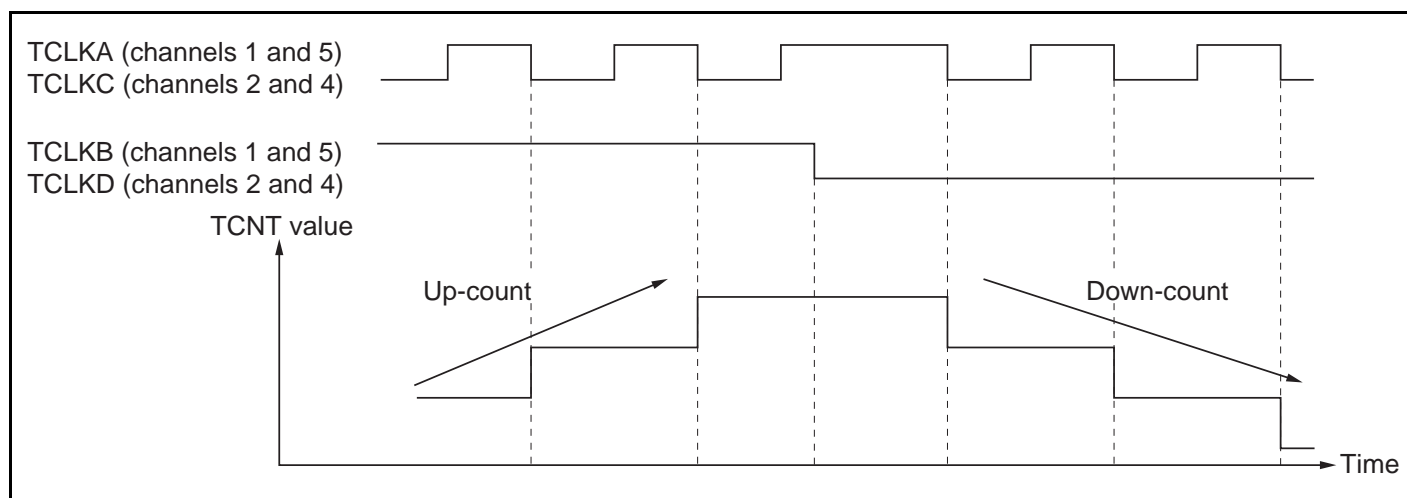 TCLKA (channels 1 and 5)
TCLKC (channels 2 and 4)
TCLKB (channels 1 and 5)
TCLKD (channels 2 and 4)
TCNT value
Up-count
Down-count
Time